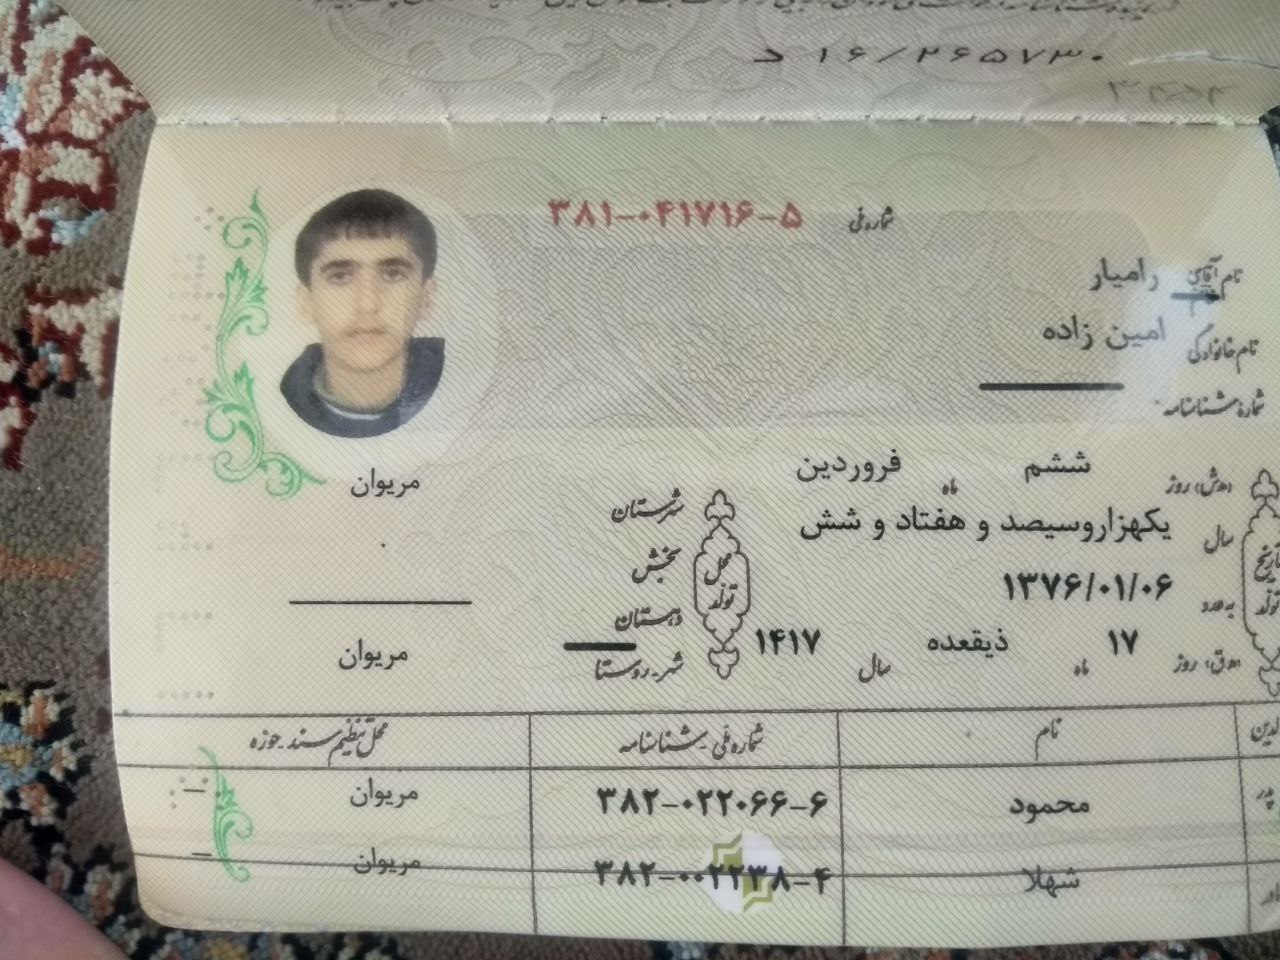 ۱۶/۲۶۵۷۳۰ د
شماره ملی ۳۸۱-۰۴۱۷۱۶-۵
نام آقای رامیار
نام خانوادگی امین زاده
شماره شناسنامه
(ه.ش) روز ششم ماه فروردین
سال یکهزاروسیصد و هفتاد و شش
به عدد ۱۳۷۶/۰۱/۰۶
(ه.ق) روز ۱۷ ماه ذیقعده سال ۱۴۱۷
تاریخ تولد
محل تولد
شهرستان مریوان
بخش
دهستان
شهر-روستا مریوان
نام شماره ملی-شناسنامه محل تنظیم سند-حوزه
پدر محمود ۳۸۲-۰۲۲۰۶۶-۶ مریوان –
شهلا ۳۸۲-۰۰۲۲۳۸-۴ مریوان –